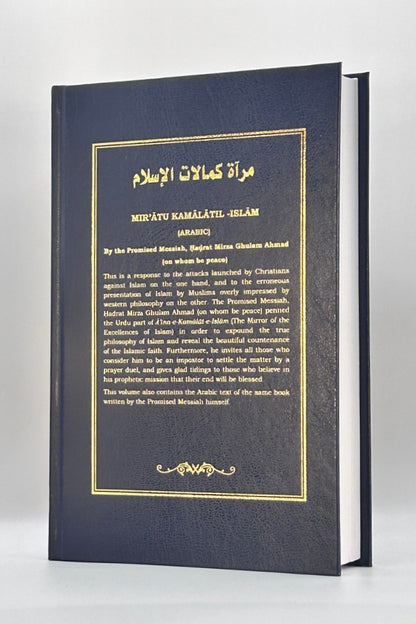 مرآة كمالات الإسلام
MIR'ĀTU KAMĀLĀTIL -ISLĀM
(ARABIC)
By the Promised Messiah, Ḥaḍrat Mirza Ghulam Ahmad
(on whom be peace)
This is a response to the attacks launched by Christians
against Islam on the one hand, and to the erroneous
presentation of Islam by Muslims overly impressed by
western philosophy on the other. The Promised Messiah,
Ḥaḍrat Mirza Ghulam Ahmad (on whom be peace) penned
the Urdu part of A'īna-e-Kamālāt-e-Islām (The Mirror of the
Excellences of Islam) in order to expound the true
philosophy of Islam and reveal the beautiful countenance
of the Islamic faith. Furthermore, he invites all those who
consider him to be an impostor to settle the matter by a
prayer duel, and gives glad tidings to those who believe in
his prophetic mission that their end will be blessed.
This volume also contains the Arabic text of the same book
written by the Promised Messiah himself.